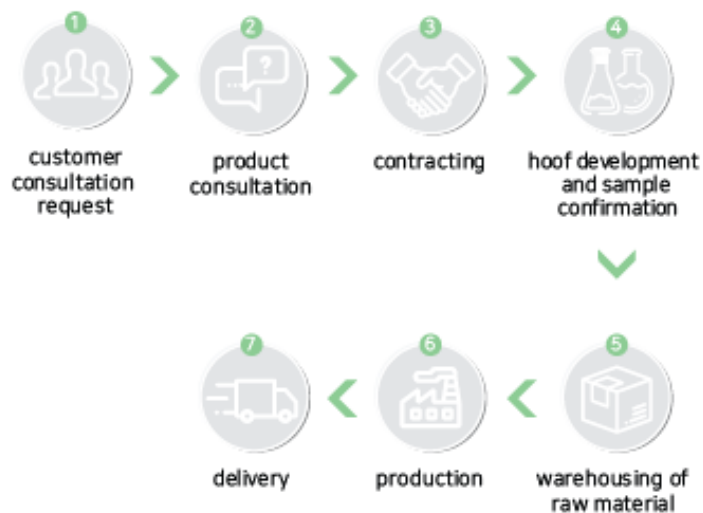 1
customer
consultation
request
2
product
consultation
3
contracting
4
hoof development
and sample
confirmation
5
warehousing of
raw material
6
production
7
delivery